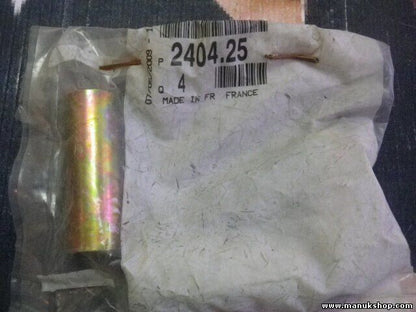 P 2404.25
Q 4
MADE IN FR FRANCE
www.manukshop.com